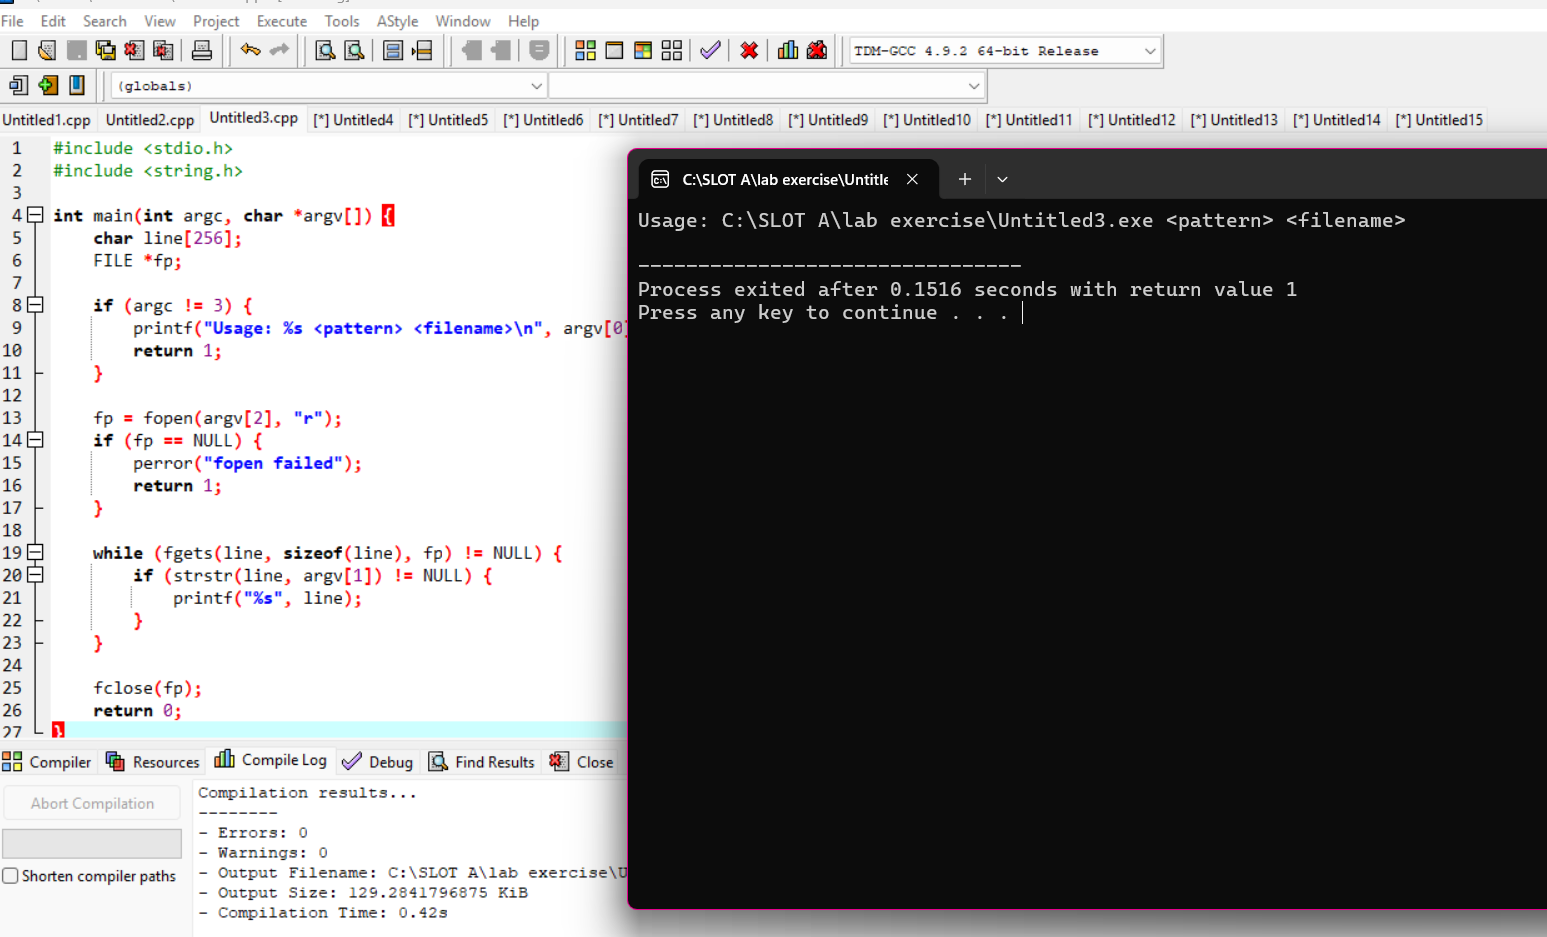 File Edit Search View Project Execute Tools AStyle Window Help
TDM-GCC 4.9.2 64-bit Release
(globals)
Untitled1.cpp Untitled2.cpp Untitled3.cpp [*] Untitled4 [*] Untitled5 [*] Untitled6 [*] Untitled7 [*] Untitled8 [*] Untitled9 [*] Untitled10 [*] Untitled11 [*] Untitled12 [*] Untitled13 [*] Untitled14 [*] Untitled15
1 #include <stdio.h>
2 #include <string.h>
3
4 int main(int argc, char *argv[]) {
5 char line[256];
6 FILE *fp;
7
8 if (argc != 3) {
9 printf("Usage: %s <pattern> <filename>\n", argv[0]
10 return 1;
11 }
12
13 fp = fopen(argv[2], "r");
14 if (fp == NULL) {
15 perror("fopen failed");
16 return 1;
17 }
18
19 while (fgets(line, sizeof(line), fp) != NULL) {
20 if (strstr(line, argv[1]) != NULL) {
21 printf("%s", line);
22 }
23 }
24
25 fclose(fp);
26 return 0;
27 }
C:\SLOT A\lab exercise\Untitle
Usage: C:\SLOT A\lab exercise\Untitled3.exe <pattern> <filename>
--------------------------------
Process exited after 0.1516 seconds with return value 1
Press any key to continue . . .
Compiler Resources Compile Log Debug Find Results Close
Abort Compilation
Shorten compiler paths
Compilation results...
--------
- Errors: 0
- Warnings: 0
- Output Filename: C:\SLOT A\lab exercise\U
- Output Size: 129.2841796875 KiB
- Compilation Time: 0.42s